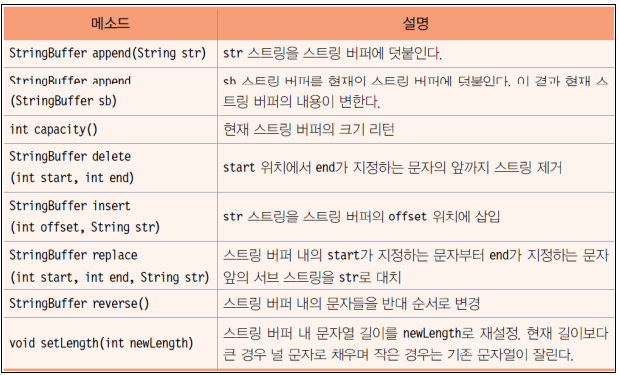 메소드 설명
StringBuffer append(String str) str 스트링을 스트링 버퍼에 덧붙인다.
StringBuffer append sb 스트링 버퍼를 현재의 스트링 버퍼에 덧붙인다. 이 결과 현재 스
(StringBuffer sb) 트링 버퍼의 내용이 변한다.
int capacity() 현재 스트링 버퍼의 크기 리턴
StringBuffer delete
(int start, int end) start 위치에서 end가 지정하는 문자의 앞까지 스트링 제거
StringBuffer insert
(int offset, String str) str 스트링을 스트링 버퍼의 offset 위치에 삽입
StringBuffer replace 스트링 버퍼 내의 start가 지정하는 문자부터 end가 지정하는 문자
(int start, int end, String str) 앞의 서브 스트링을 str로 대치
StringBuffer reverse() 스트링 버퍼 내의 문자들을 반대 순서로 변경
void setLength(int newLength) 스트링 버퍼 내 문자열 길이를 newLength로 재설정. 현재 길이보다
큰 경우 널 문자로 채우며 작은 경우는 기존 문자열이 잘린다.